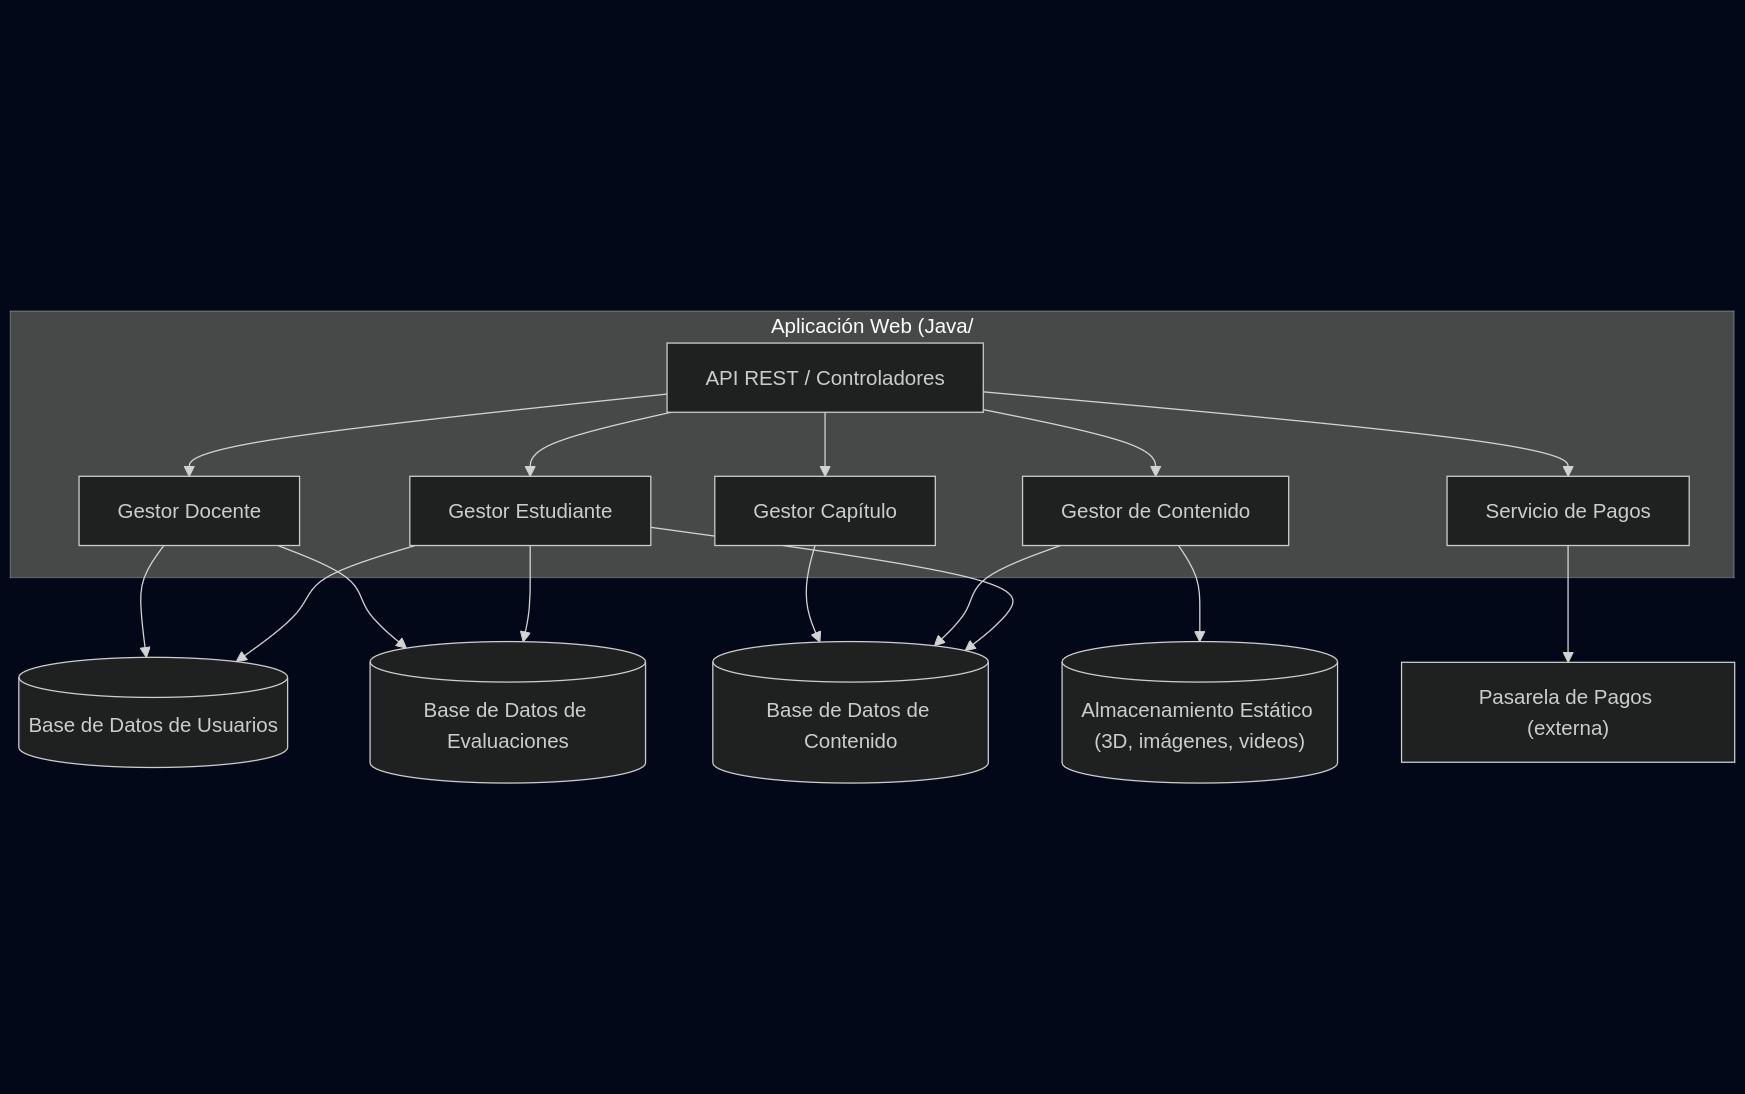 Aplicación Web (Java/
API REST / Controladores
Gestor Docente
Gestor Estudiante
Gestor Capítulo
Gestor de Contenido
Servicio de Pagos
Base de Datos de Usuarios
Base de Datos de
Evaluaciones
Base de Datos de
Contenido
Almacenamiento Estático
(3D, imágenes, videos)
Pasarela de Pagos
(externa)